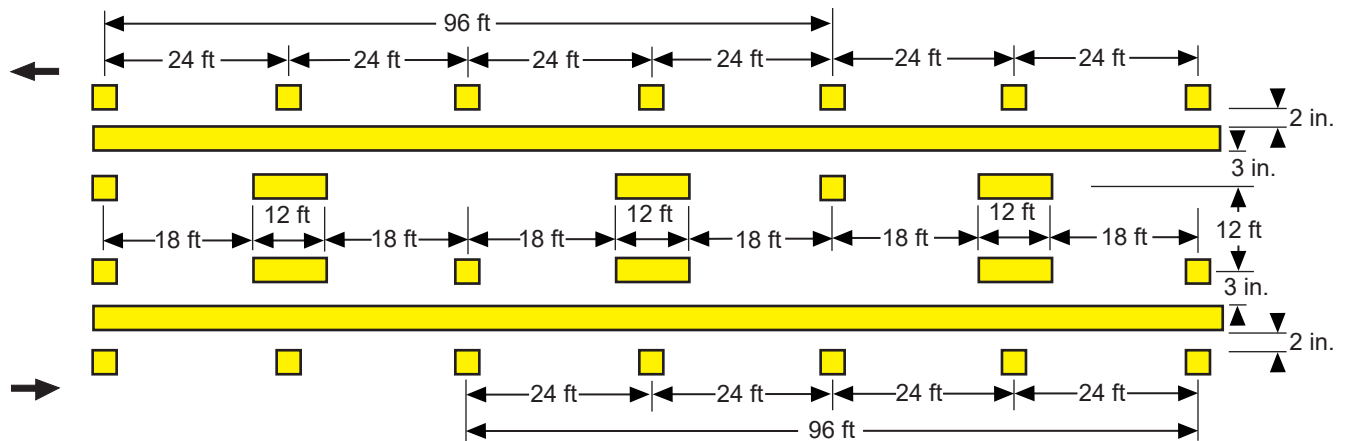 96 ft
24 ft 24 ft 24 ft 24 ft 24 ft 24 ft
2 in.
3 in.
12 ft 12 ft 12 ft
18 ft 18 ft 18 ft 18 ft 18 ft 18 ft 12 ft
3 in.
2 in.
24 ft 24 ft 24 ft 24 ft
96 ft